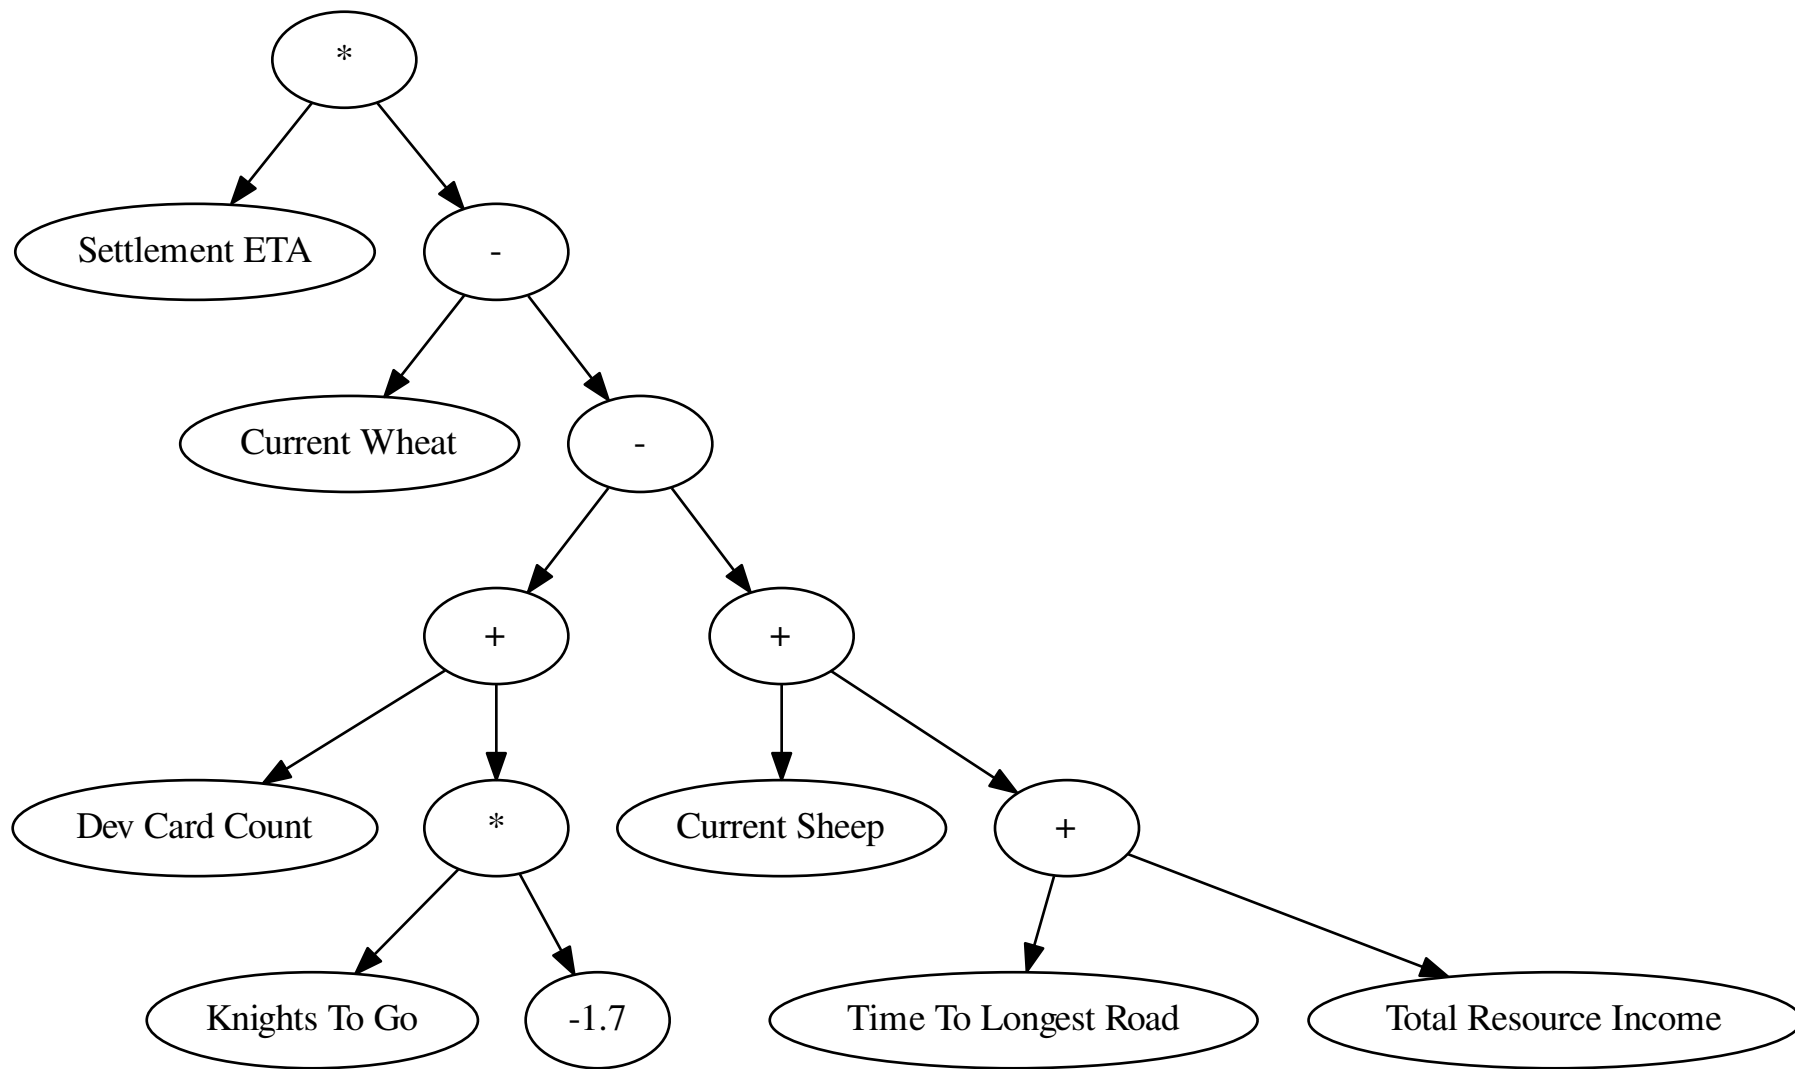 *
Settlement ETA
-
Current Wheat
-
+
+
Dev Card Count
*
Current Sheep
+
Knights To Go
-1.7
Time To Longest Road
Total Resource Income